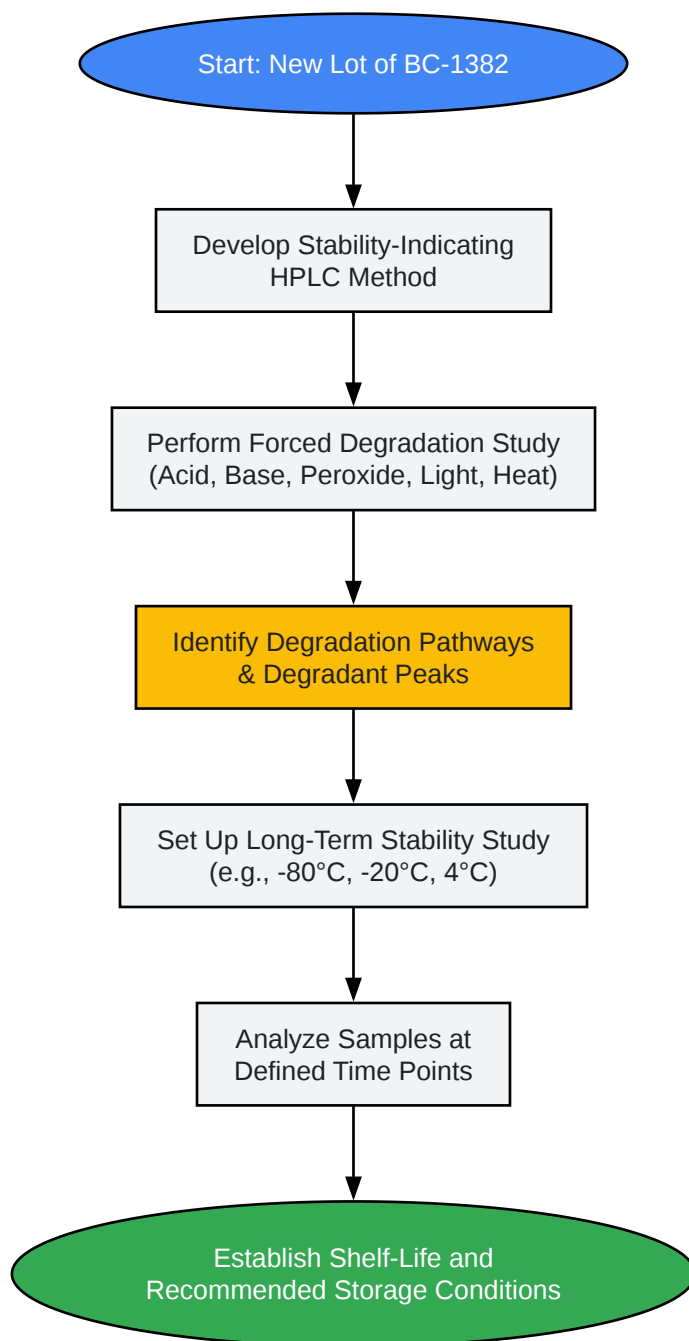 Start: New Lot of BC-1382
Develop Stability-Indicating
HPLC Method
Perform Forced Degradation Study
(Acid, Base, Peroxide, Light, Heat)
Identify Degradation Pathways
& Degradant Peaks
Set Up Long-Term Stability Study
(e.g., -80°C, -20°C, 4°C)
Analyze Samples at
Defined Time Points
Establish Shelf-Life and
Recommended Storage Conditions